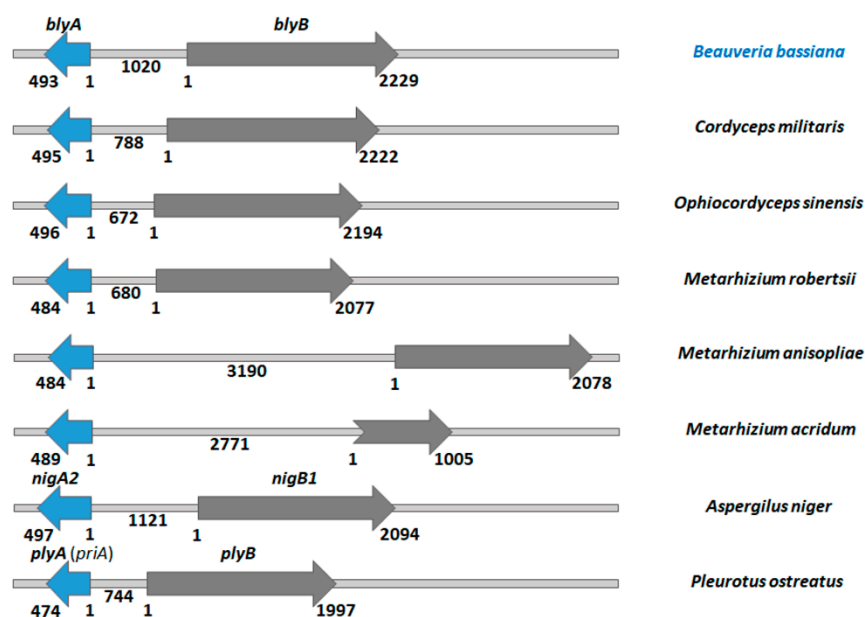 blyA blyB
493 1 1020 1 2229 Beauveria bassiana
495 1 788 1 2222 Cordyceps militaris
496 1 672 1 2194 Ophiocordyceps sinensis
484 1 680 1 2077 Metarhizium robertsii
484 1 3190 1 2078 Metarhizium anisopliae
489 1 2771 1 1005 Metarhizium acridum
nigA2 nigB1
497 1 1121 1 2094 Aspergilus niger
plyA (priA) plyB
474 1 744 1 1997 Pleurotus ostreatus